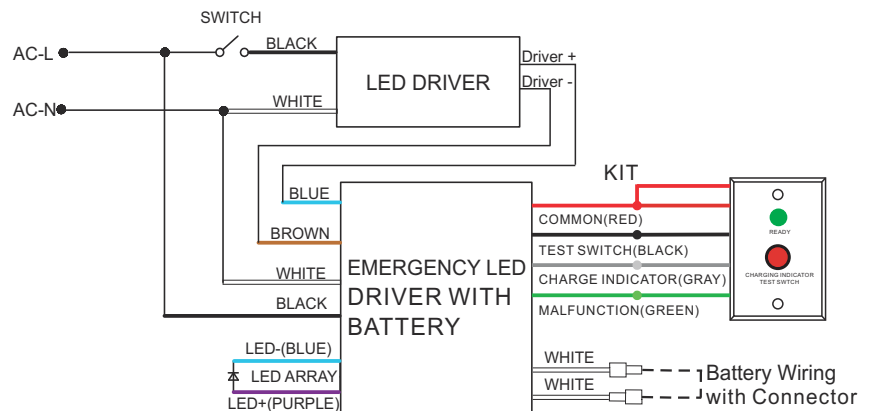 SWITCH
AC-L
BLACK
LED DRIVER
Driver +
Driver -
AC-N
WHITE
KIT
BLUE
BROWN
WHITE
BLACK
EMERGENCY LED
DRIVER WITH
BATTERY
COMMON(RED)
TEST SWITCH(BLACK)
CHARGE INDICATOR(GRAY)
MALFUNCTION(GREEN)
READY
CHARGING INDICATOR
TEST SWTCH
LED-(BLUE)
LED ARRAY
LED+(PURPLE)
WHITE
WHITE
Battery Wiring
with Connector